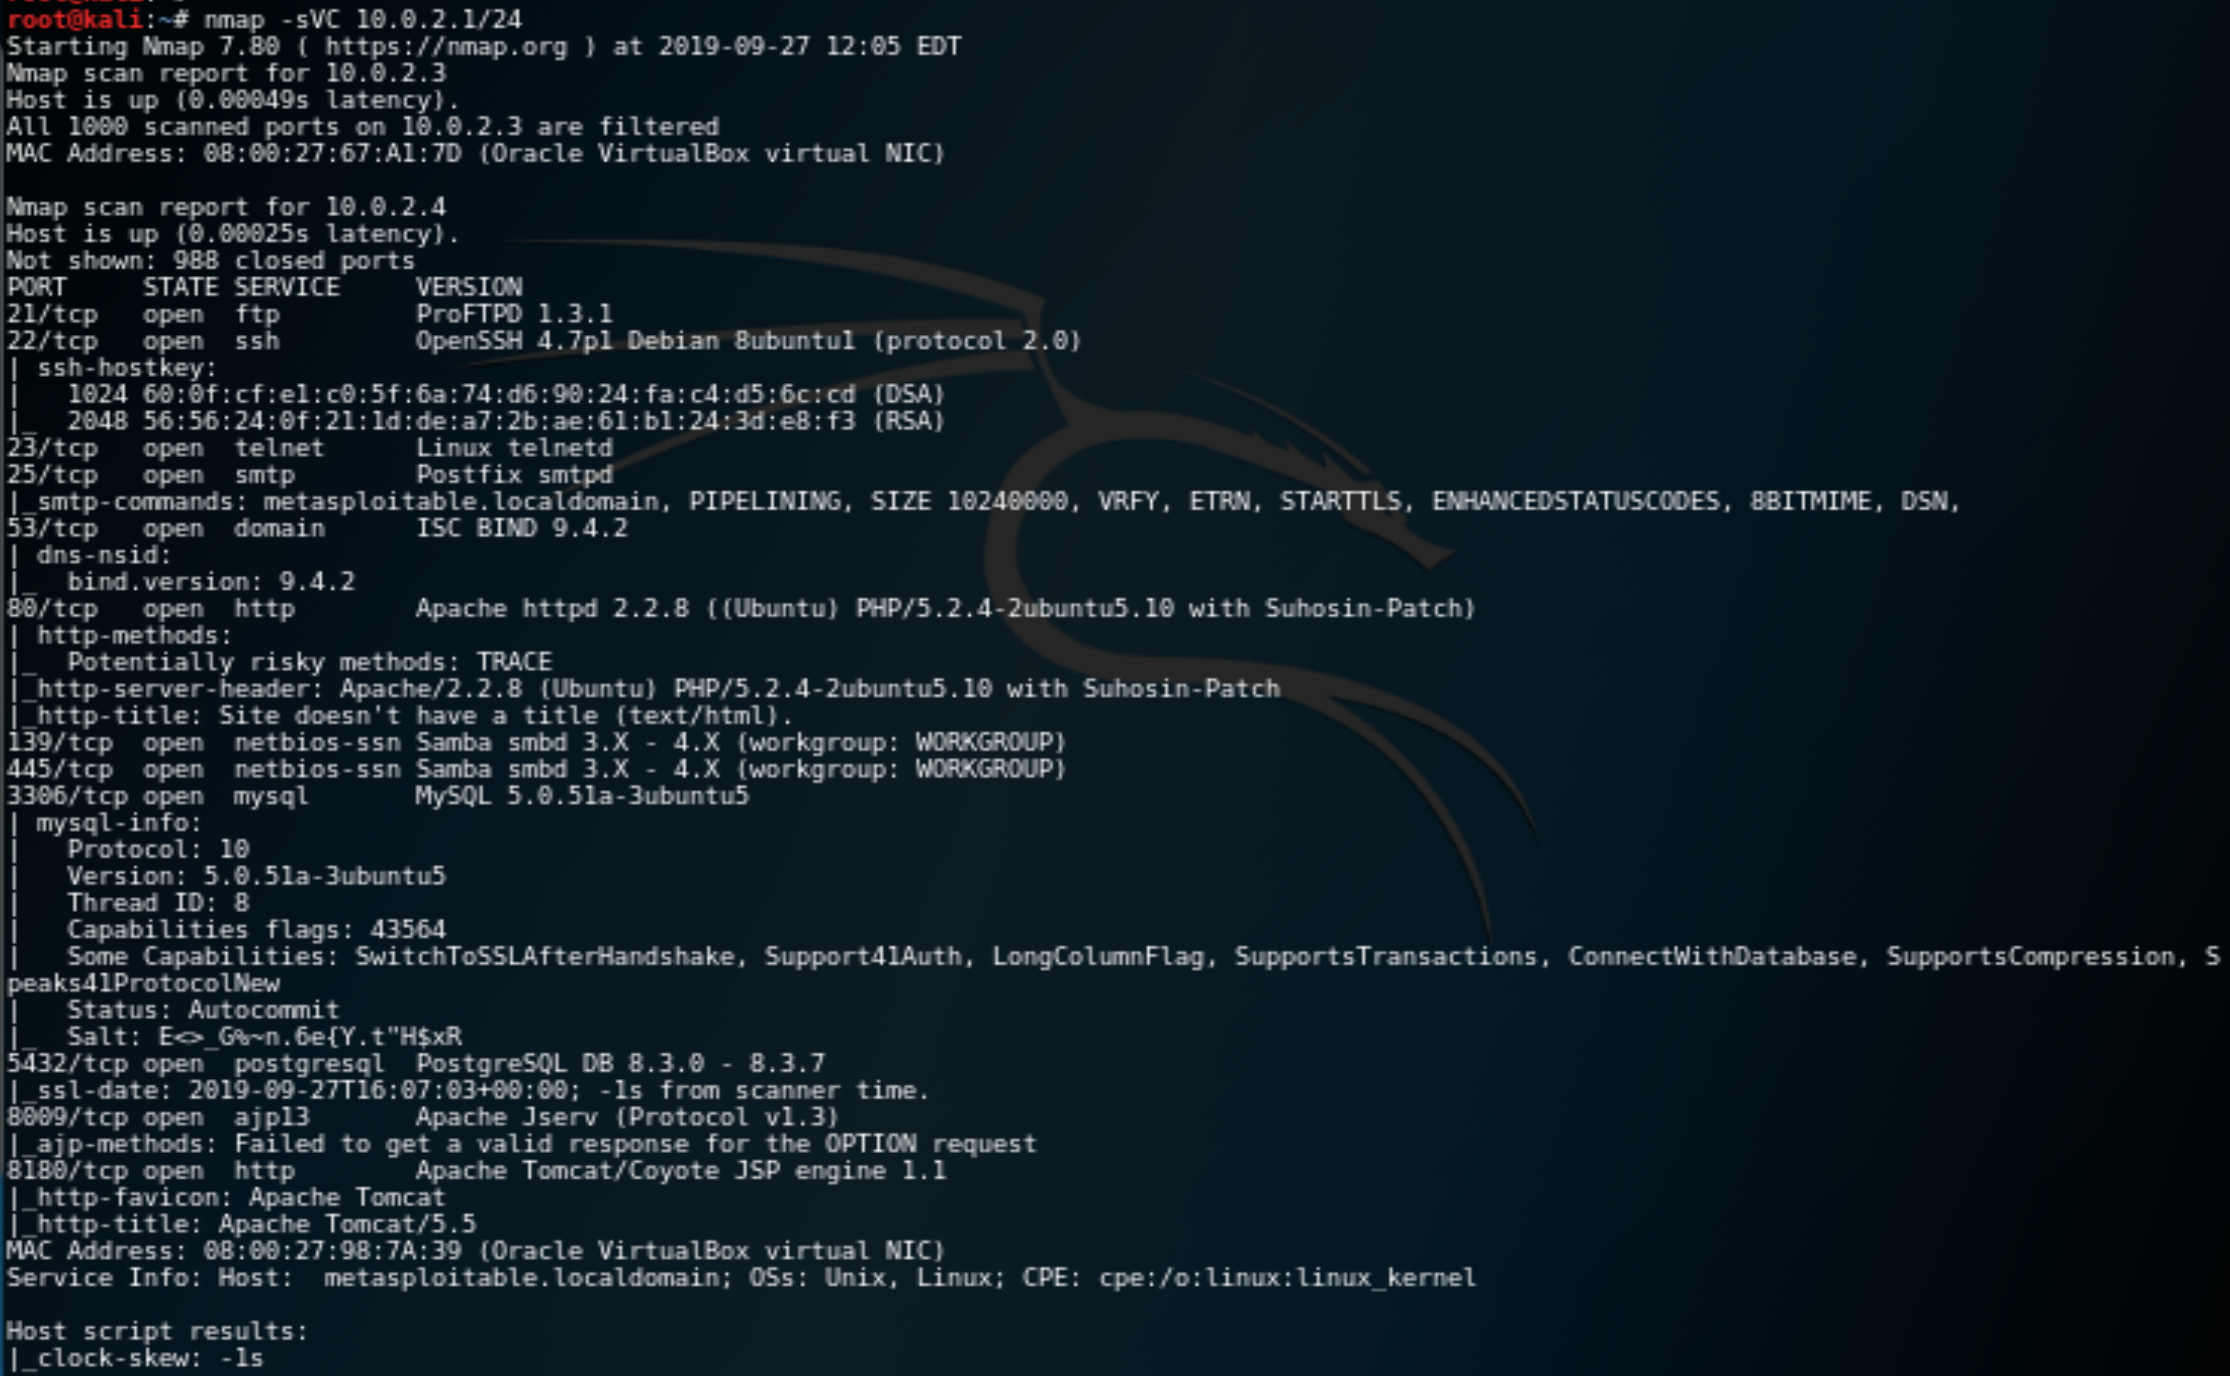 root@kali:~# nmap -sVC 10.0.2.1/24
Starting Nmap 7.80 ( https://nmap.org ) at 2019-09-27 12:05 EDT
Nmap scan report for 10.0.2.3
Host is up (0.00049s latency).
All 1000 scanned ports on 10.0.2.3 are filtered
MAC Address: 08:00:27:67:A1:7D (Oracle VirtualBox virtual NIC)
Nmap scan report for 10.0.2.4
Host is up (0.00025s latency).
Not shown: 988 closed ports
PORT     STATE SERVICE     VERSION
21/tcp   open  ftp         ProFTPD 1.3.1
22/tcp   open  ssh         OpenSSH 4.7p1 Debian 8ubuntu1 (protocol 2.0)
| ssh-hostkey:
|   1024 60:0f:cf:e1:c0:5f:6a:74:d6:90:24:fa:c4:d5:6c:cd (DSA)
|_  2048 56:56:24:0f:21:1d:de:a7:2b:ae:61:b1:24:3d:e8:f3 (RSA)
23/tcp   open  telnet      Linux telnetd
25/tcp   open  smtp        Postfix smtpd
|_smtp-commands: metasploitable.localdomain, PIPELINING, SIZE 10240000, VRFY, ETRN, STARTTLS, ENHANCEDSTATUSCODES, 8BITMIME, DSN,
53/tcp   open  domain      ISC BIND 9.4.2
| dns-nsid:
|_  bind.version: 9.4.2
80/tcp   open  http        Apache httpd 2.2.8 ((Ubuntu) PHP/5.2.4-2ubuntu5.10 with Suhosin-Patch)
| http-methods:
|_  Potentially risky methods: TRACE
|_http-server-header: Apache/2.2.8 (Ubuntu) PHP/5.2.4-2ubuntu5.10 with Suhosin-Patch
|_http-title: Site doesn't have a title (text/html).
139/tcp  open  netbios-ssn Samba smbd 3.X - 4.X (workgroup: WORKGROUP)
445/tcp  open  netbios-ssn Samba smbd 3.X - 4.X (workgroup: WORKGROUP)
3306/tcp open  mysql       MySQL 5.0.51a-3ubuntu5
| mysql-info:
|   Protocol: 10
|   Version: 5.0.51a-3ubuntu5
|   Thread ID: 8
|   Capabilities flags: 43564
|   Some Capabilities: SwitchToSSLAfterHandshake, Support41Auth, LongColumnFlag, SupportsTransactions, ConnectWithDatabase, SupportsCompression, S
peaks41ProtocolNew
|   Status: Autocommit
|_  Salt: E<>_G%~n.6e{Y.t"H$xR
5432/tcp open  postgresql  PostgreSQL DB 8.3.0 - 8.3.7
|_ssl-date: 2019-09-27T16:07:03+00:00; -1s from scanner time.
8009/tcp open  ajp13       Apache Jserv (Protocol v1.3)
|_ajp-methods: Failed to get a valid response for the OPTION request
8180/tcp open  http        Apache Tomcat/Coyote JSP engine 1.1
|_http-favicon: Apache Tomcat
|_http-title: Apache Tomcat/5.5
MAC Address: 08:00:27:98:7A:39 (Oracle VirtualBox virtual NIC)
Service Info: Host:  metasploitable.localdomain; OSs: Unix, Linux; CPE: cpe:/o:linux:linux_kernel
Host script results:
|_clock-skew: -1s